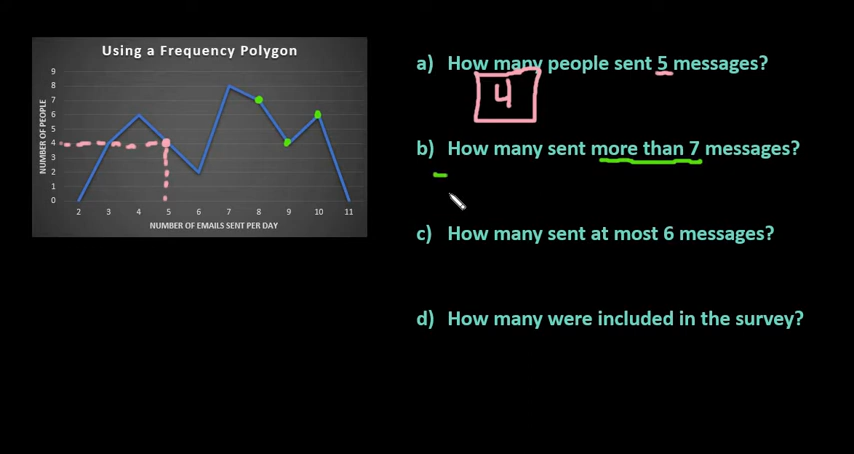 Using a Frequency Polygon
NUMBER OF PEOPLE
9
8
7
6
5
4
3
2
1
0
2 3 4 5 6 7 8 9 10 11
NUMBER OF EMAILS SENT PER DAY
a) How many people sent 5 messages?
4
b) How many sent more than 7 messages?
c) How many sent at most 6 messages?
d) How many were included in the survey?